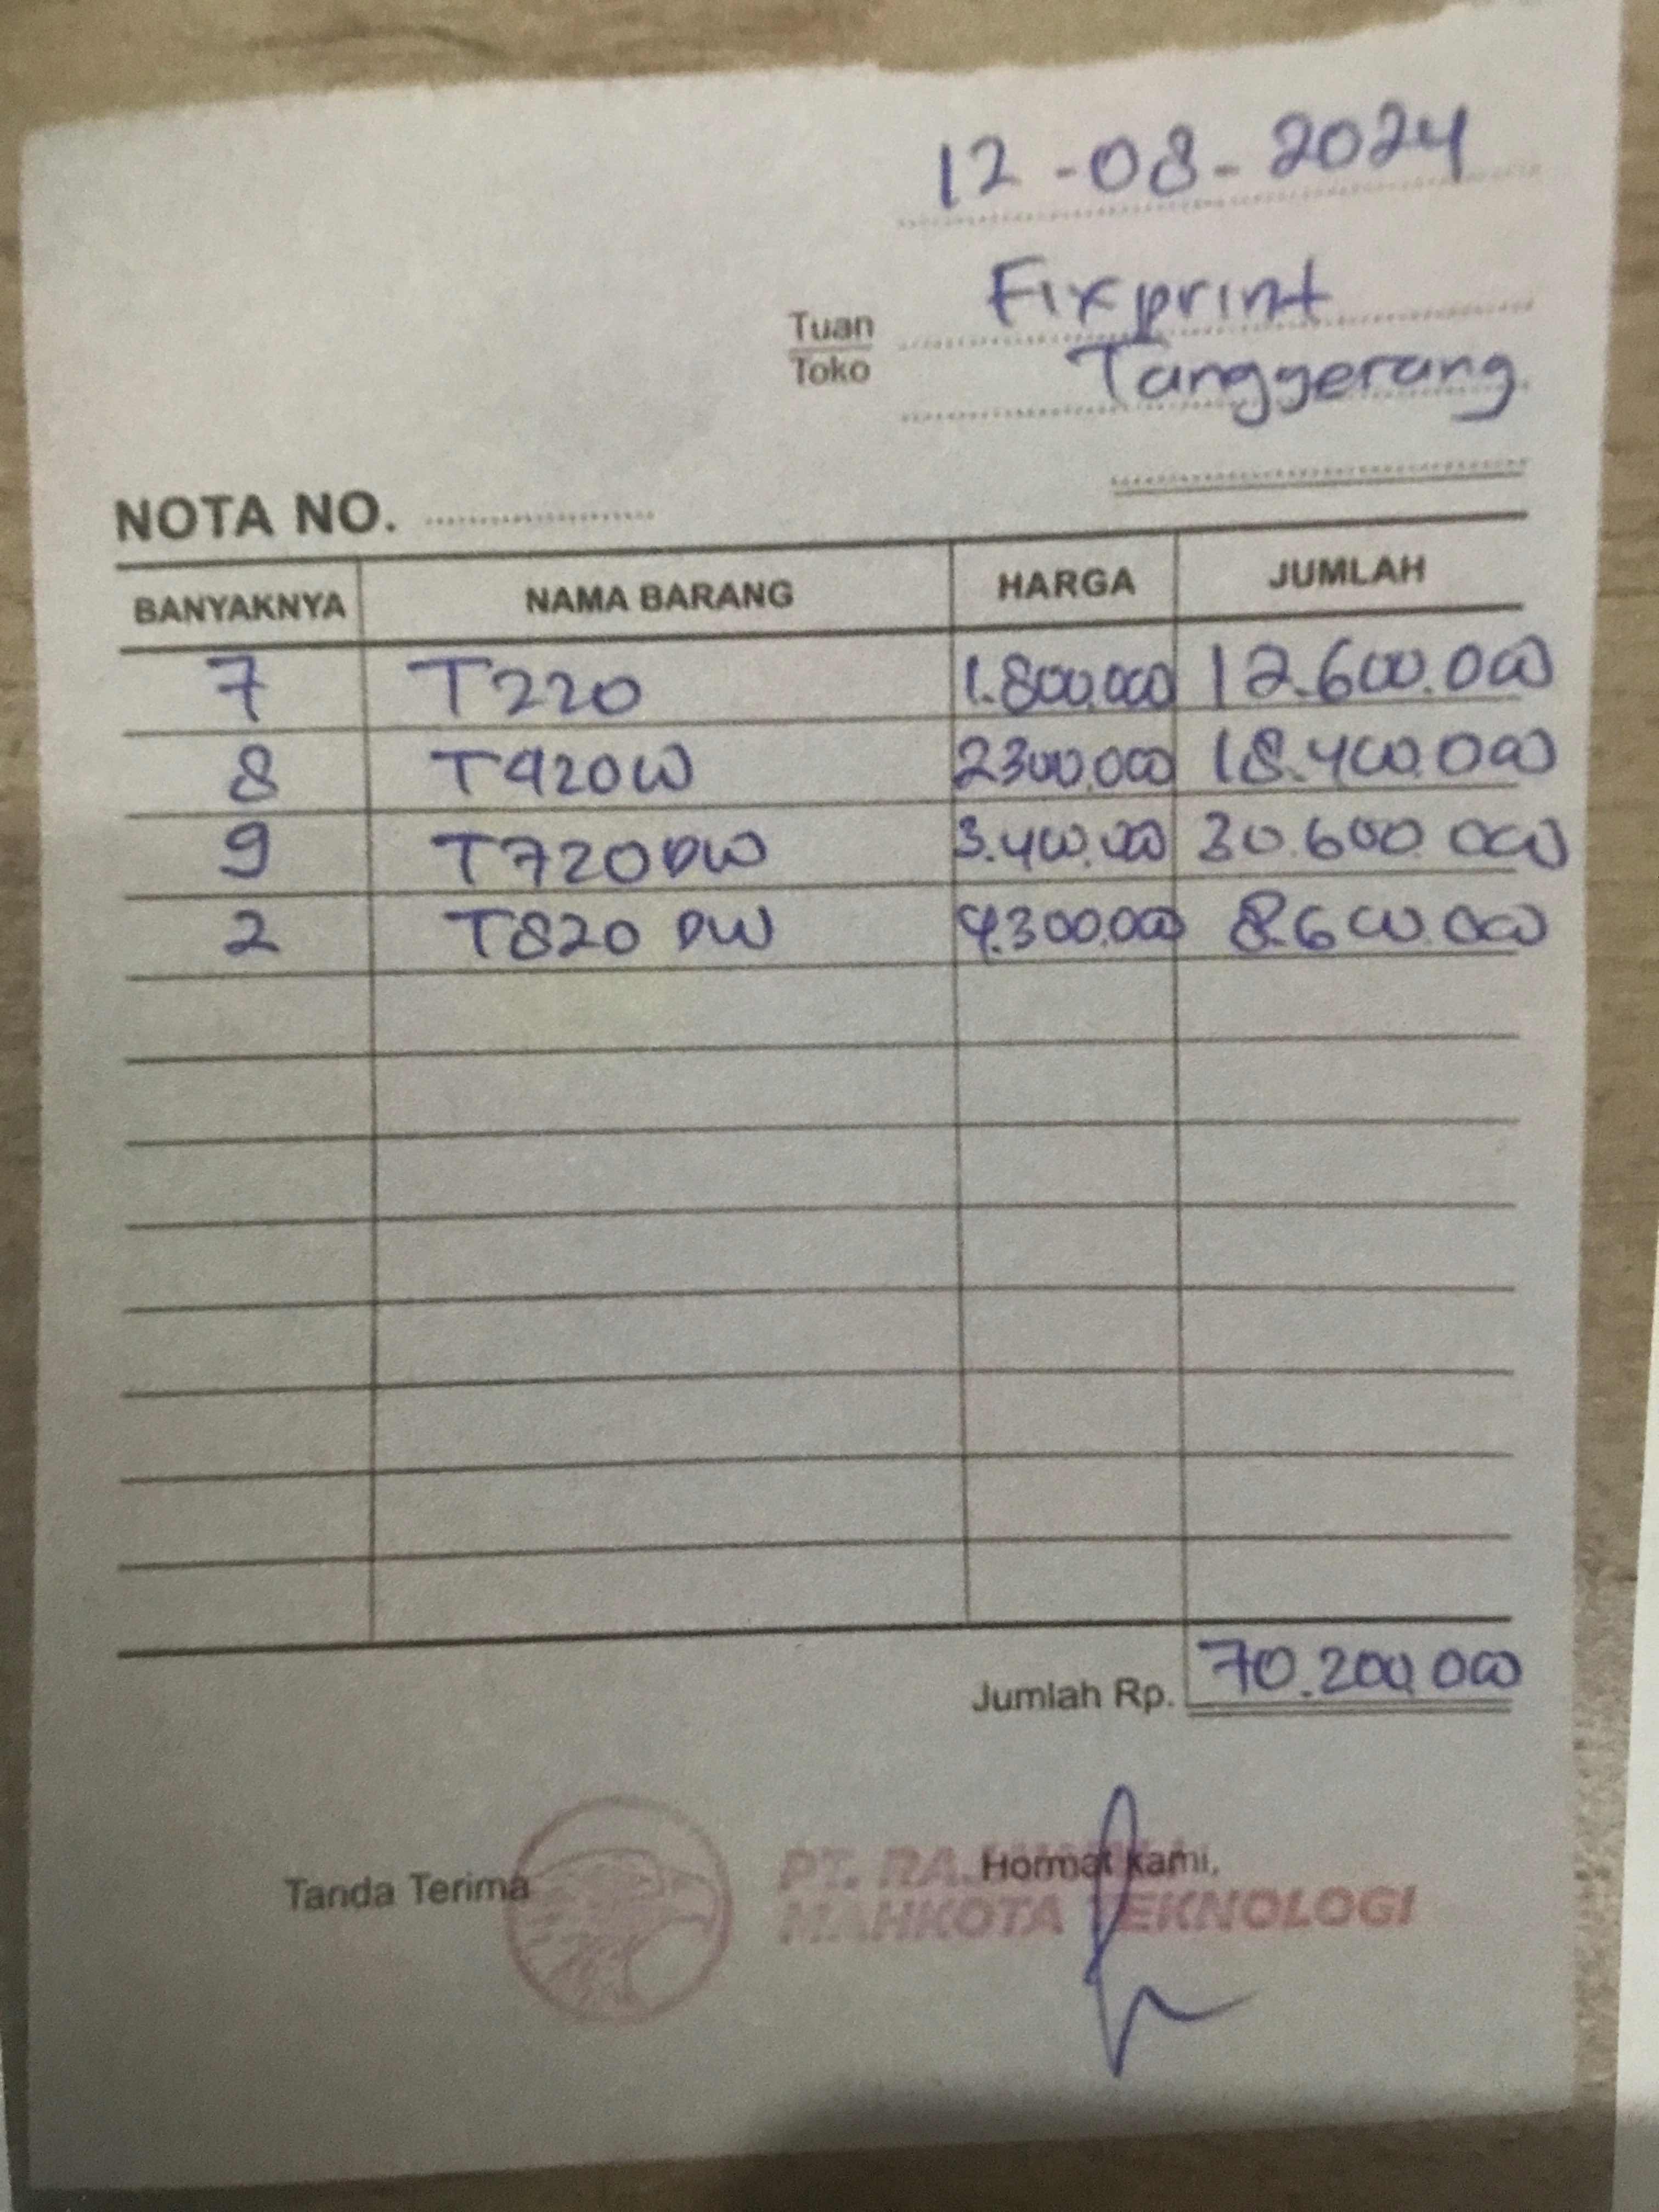 12-08-2024
Tuan Fixprint
Toko Tanggerang
NOTA NO.
BANYAKNYA NAMA BARANG HARGA JUMLAH
7 T220 1.800.000 12.600.000
8 T420W 2300.000 18.400.000
9 T720DW 3.400.000 30.600.000
2 T820 DW 4.300.000 8.600.000
Jumlah Rp. 70.200.000
Tanda Terima Hormat kami,
PT. RA
MAHKOTA TEKNOLOGI